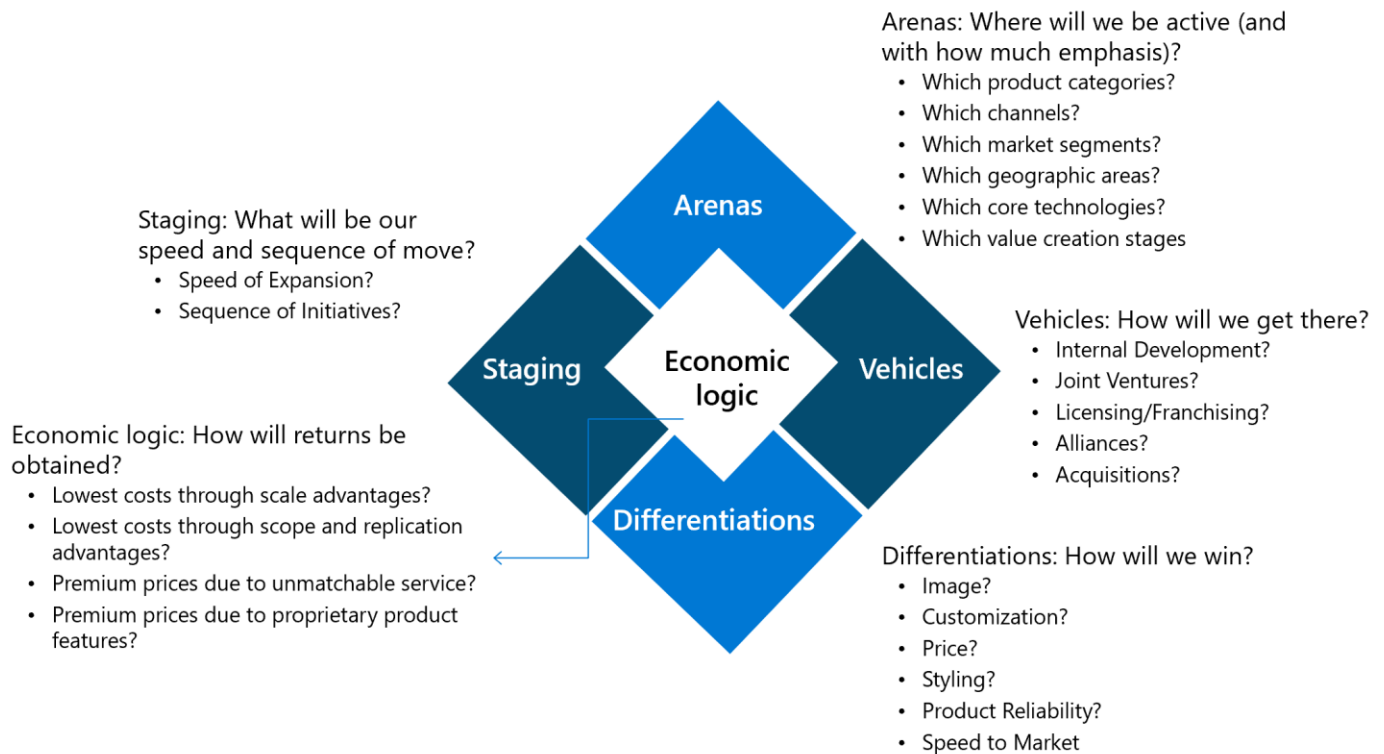 Arenas: Where will we be active (and
with how much emphasis)?
• Which product categories?
• Which channels?
• Which market segments?
• Which geographic areas?
• Which core technologies?
• Which value creation stages
Staging: What will be our
speed and sequence of move?
• Speed of Expansion?
• Sequence of Initiatives?
Arenas
Staging
Economic
logic
Vehicles
Differentiations
Vehicles: How will we get there?
• Internal Development?
• Joint Ventures?
• Licensing/Franchising?
• Alliances?
• Acquisitions?
Economic logic: How will returns be
obtained?
• Lowest costs through scale advantages?
• Lowest costs through scope and replication
advantages?
• Premium prices due to unmatchable service?
• Premium prices due to proprietary product
features?
Differentiations: How will we win?
• Image?
• Customization?
• Price?
• Styling?
• Product Reliability?
• Speed to Market